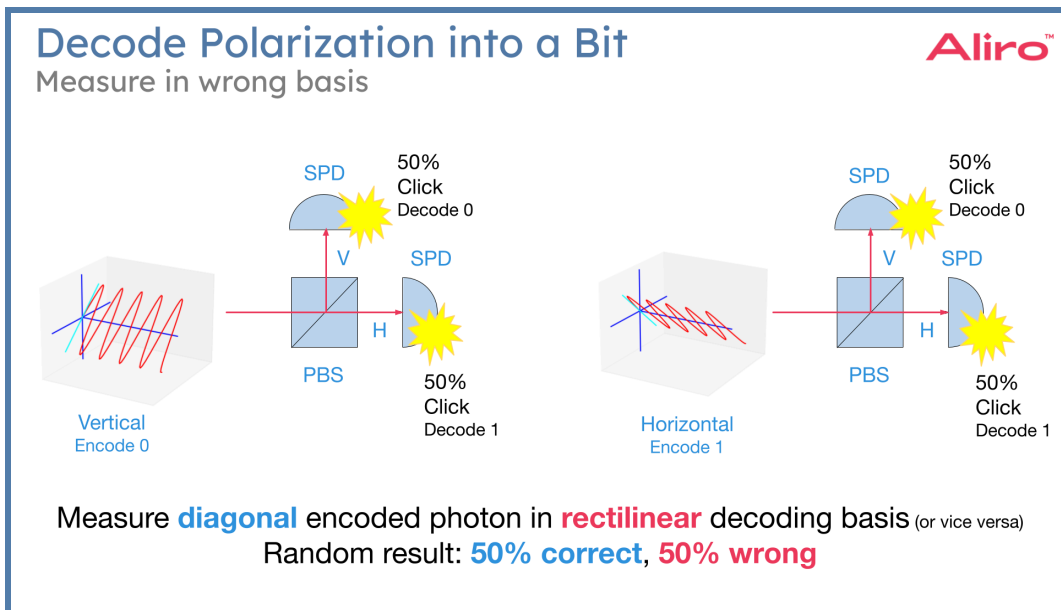 Decode Polarization into a Bit
Measure in wrong basis
Aliro™
SPD
50%
Click
Decode 0
V
SPD
H
PBS
50%
Click
Decode 1
Vertical
Encode 0
SPD
50%
Click
Decode 0
V
SPD
H
PBS
50%
Click
Decode 1
Horizontal
Encode 1
Measure diagonal encoded photon in rectilinear decoding basis (or vice versa)
Random result: 50% correct, 50% wrong